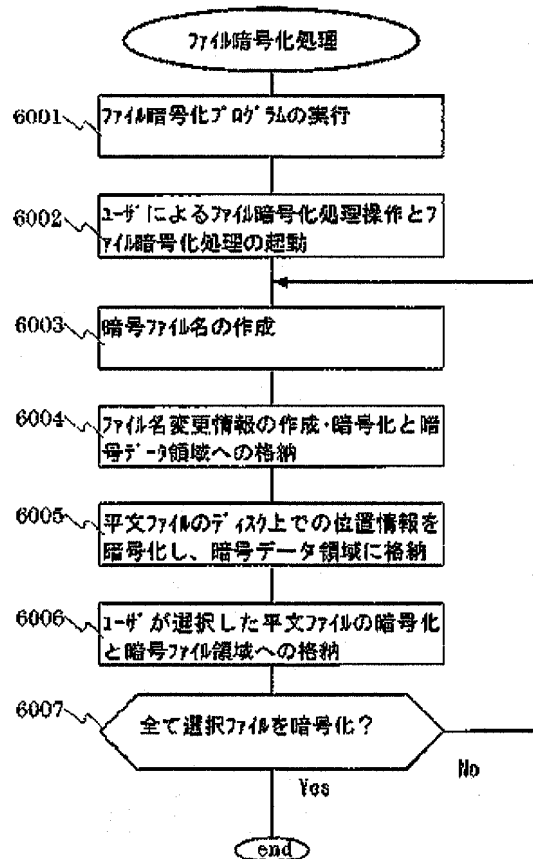 ファイル暗号化処理
6001
ファイル暗号化プログラムの実行
6002
ユーザによるファイル暗号化処理操作とフ
ァイル暗号化処理の起動
6003
暗号ファイル名の作成
6004
ファイル名変更情報の作成・暗号化と暗
号データ領域への格納
6005
平文ファイルのディスク上での位置情報を
暗号化し、暗号データ領域に格納
6006
ユーザが選択した平文ファイルの暗号化
と暗号ファイル領域への格納
6007
全て選択ファイルを暗号化?
No
Yes
end